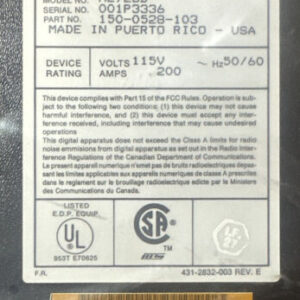 MODEL NO.
SERIAL NO. 001P3336
PART NO. 150-0528-103
MADE IN PUERTO RICO - USA
DEVICE RATING
VOLTS 115V ~ Hz 50/60
AMPS .200
This device complies with Part 15 of the FCC Rules. Operation is sub-
ject to the following two conditions; (1) this device may not cause
harmful interference, and (2) this device must accept any inter-
ference received, including interference that may cause undesired
operations
This digital apparatus does not exceed the Class A limits for radio
noise emmissions from digital apparatus as set out in the Radio Inter-
ference Regulations of the Canadian Department of Communications.
Le present appareil numerique n'emet pas de bruits radioelectriques depas-
sant les limites applicables aux appareils numeriques de classe A prescrites
dans le reglement sur le brouillage radioelectrique edicte par le Ministere
des Communications du Canada.
LISTED
E.D.P. EQUIP.
UL
953T E70625
SA
TM
F.R.
431-2832-003 REV. E